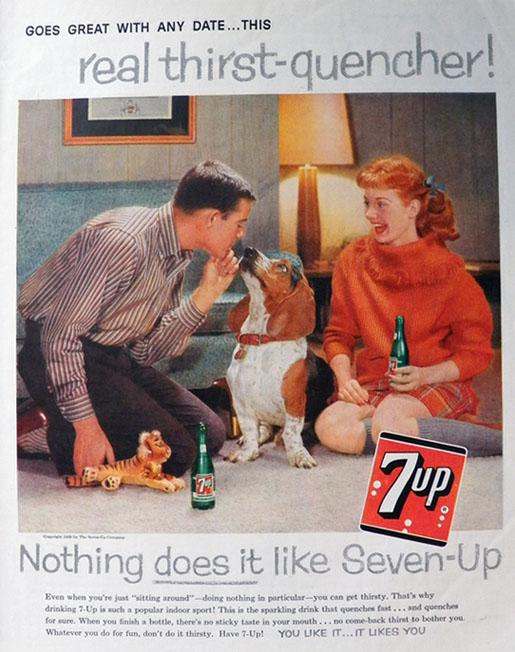 GOES GREAT WITH ANY DATE...THIS
real thirst-quencher!
7up
Nothing does it like Seven-Up
Even when you're just "sitting around"—doing nothing in particular—you can get thirsty. That's why
drinking 7-Up is such a popular indoor sport! This is the sparkling drink that quenches fast . . . and quenches
for sure. When you finish a bottle, there's no sticky taste in your mouth . . . no come-back thirst to bother you.
Whatever you do for fun, don't do it thirsty. Have 7-Up! YOU LIKE IT...IT LIKES YOU